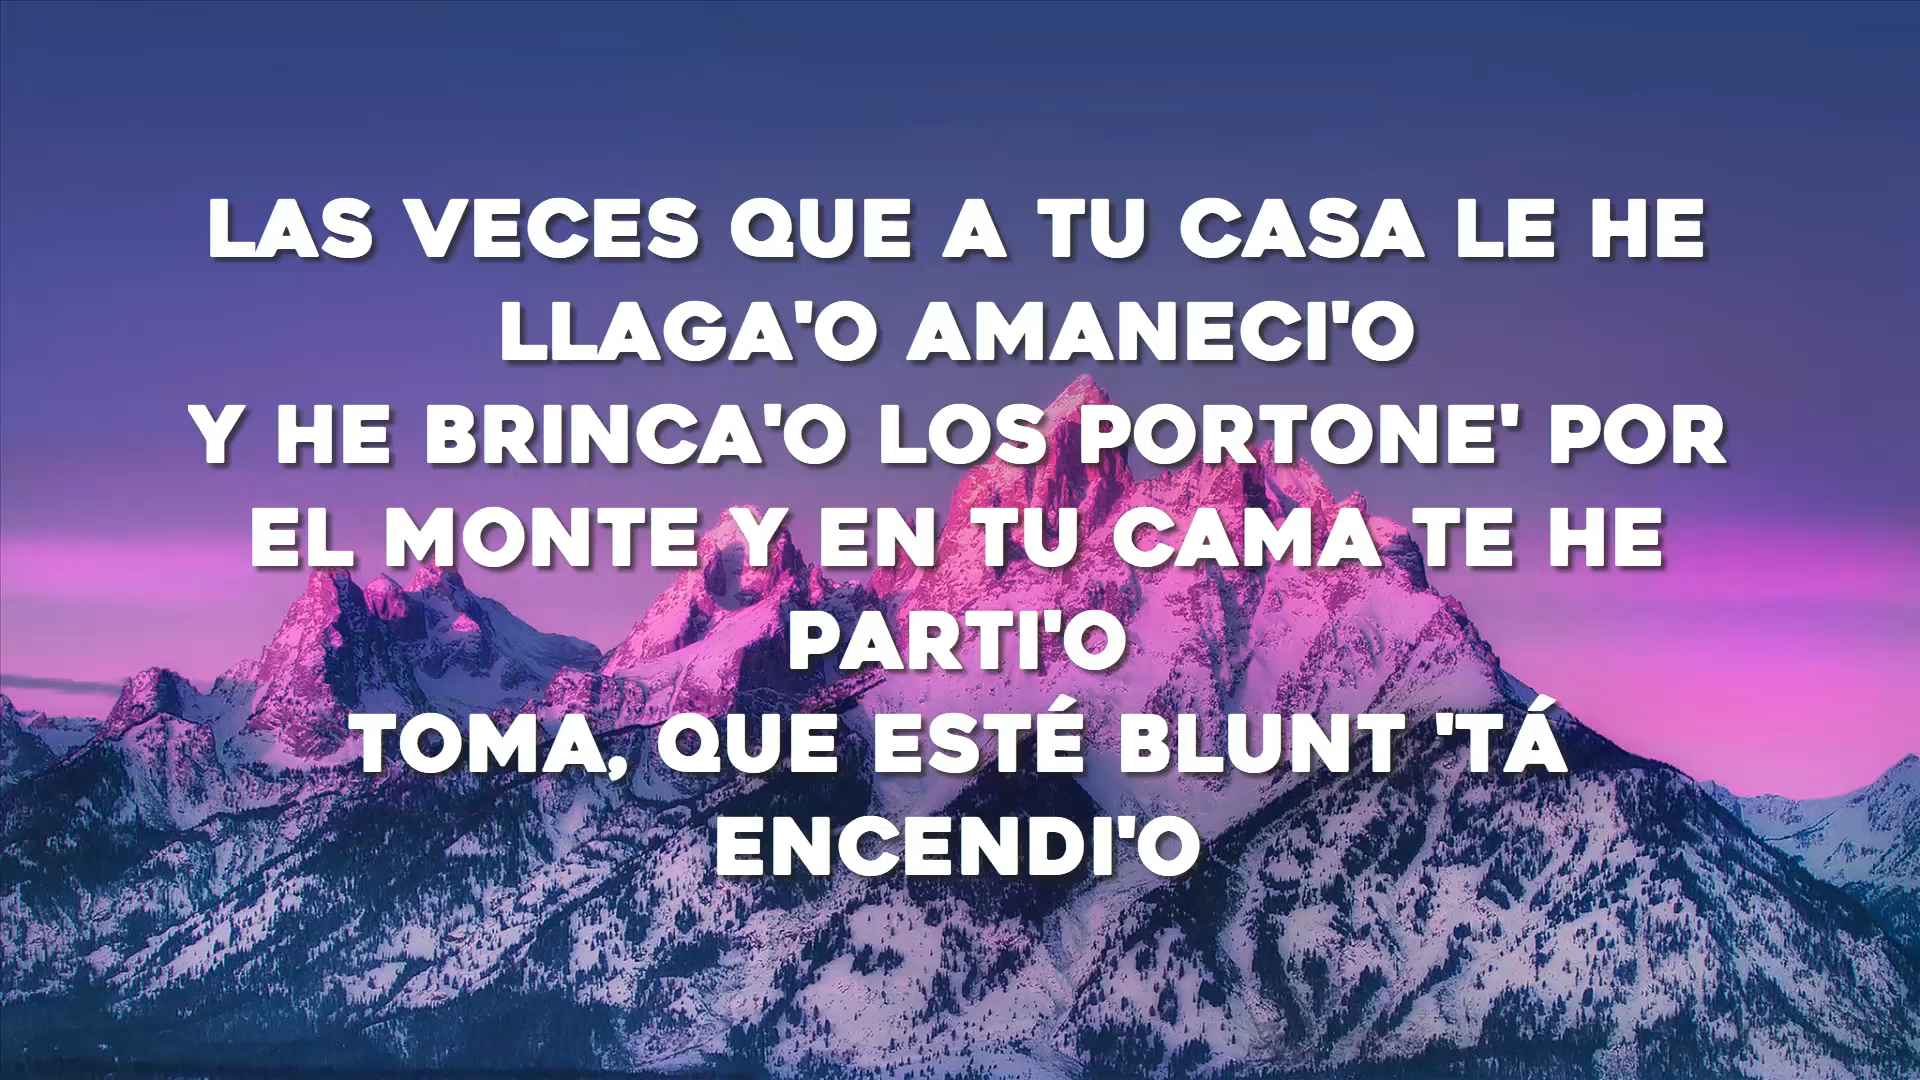 LAS VECES QUE A TU CASA LE HE
LLAGA'O AMANECI'O
Y HE BRINCA'O LOS PORTONE' POR
EL MONTE Y EN TU CAMA TE HE
PARTI'O
TOMA, QUE ESTÉ BLUNT 'TÁ
ENCENDI'O